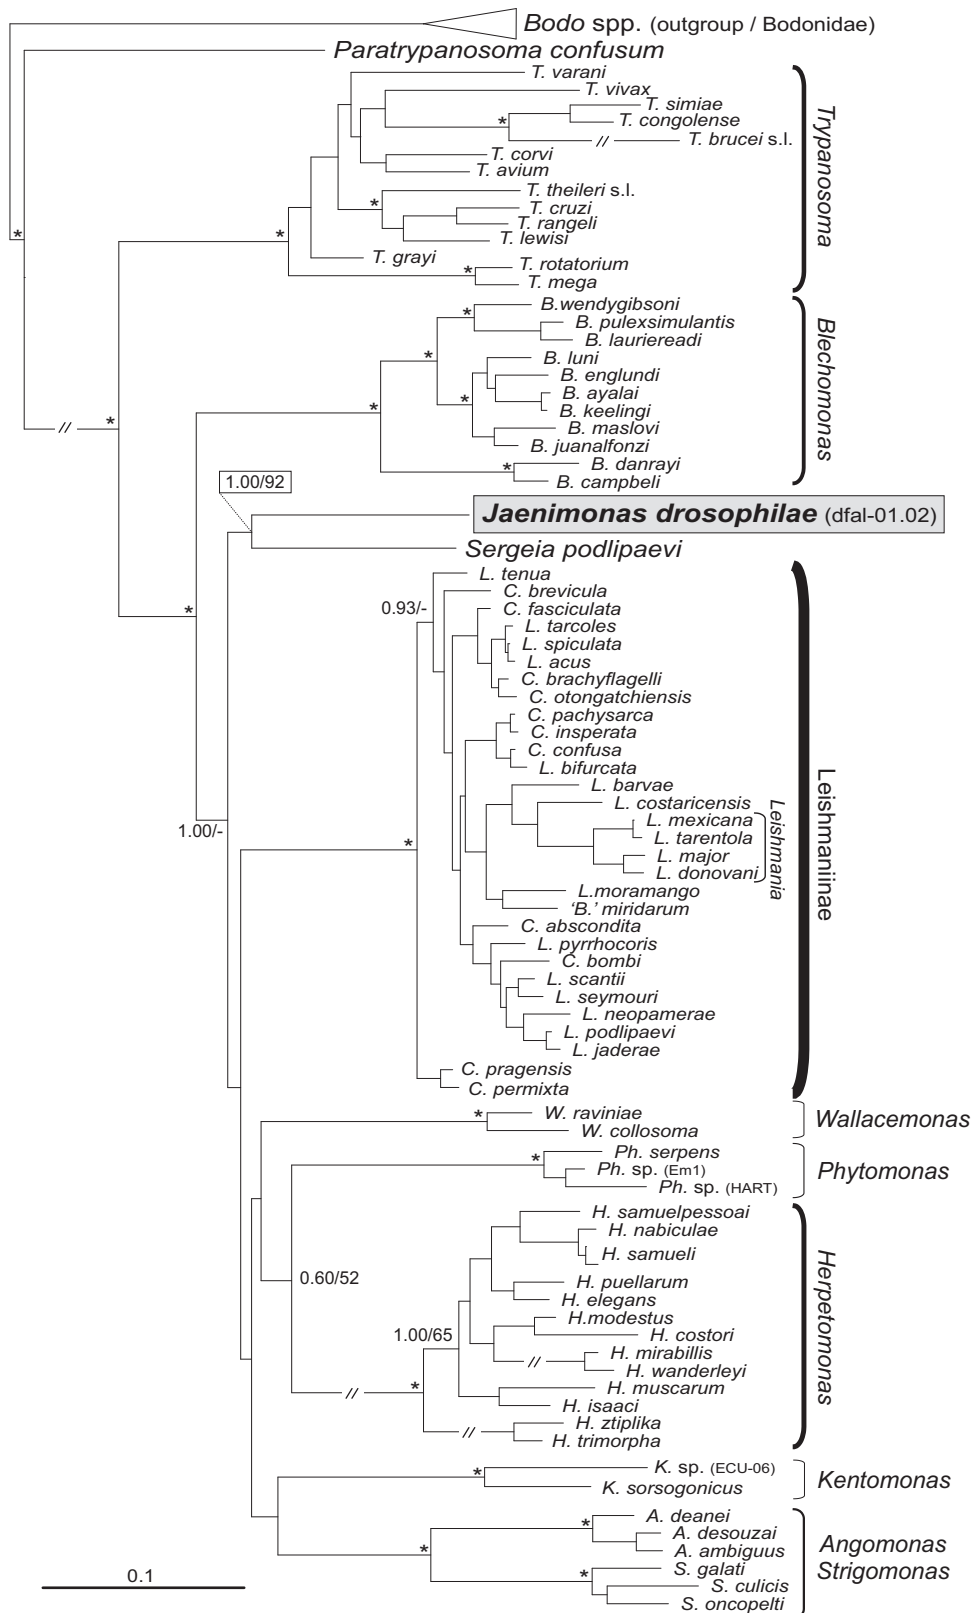 Bodo spp. (outgroup / Bodonidae)
Paratrypanosoma confusum
T. varani
T. vivax
T. simiae
T. congolense
*
//
T. brucei s.l.
T. corvi
T. avium
T. theileri s.l.
*
T. cruzi
T. rangeli
T. lewisi
*
*
T. grayi
T. rotatorium
*
T. mega
Trypanosoma
B.wendygibsoni
*
B. pulexsimulantis
B. lauriereadi
*
B. luni
B. englundi
B. ayalai
*
B. keelingi
*
B. maslovi
//
*
B. juanalfonzi
B. danrayi
*
B. campbeli
Blechomonas
1.00/92
Jaenimonas drosophilae (dfal-01.02)
Sergeia podlipaevi
L. tenua
C. brevicula
0.93/-
C. fasciculata
*
L. tarcoles
L. spiculata
L. acus
C. brachyflagelli
C. otongatchiensis
C. pachysarca
C. insperata
C. confusa
L. bifurcata
L. barvae
L. costaricensis
L. mexicana
L. tarentola
L. major
L. donovani
Leishmania
1.00/-
*
L.moramango
‘B.’ miridarum
C. abscondita
L. pyrrhocoris
C. bombi
L. scantii
L. seymouri
L. neopamerae
L. podlipaevi
L. jaderae
C. pragensis
C. permixta
Leishmaniinae
W. raviniae
*
W. collosoma
Wallacemonas
Ph. serpens
*
Ph. sp. (Em1)
Ph. sp. (HART)
Phytomonas
H. samuelpessoai
H. nabiculae
H. samueli
0.60/52
H. puellarum
H. elegans
H.modestus
1.00/65
H. costori
H. mirabillis
//
H. wanderleyi
*
//
H. muscarum
H. isaaci
H. ztiplika
//
H. trimorpha
Herpetomonas
K. sp. (ECU-06)
*
K. sorsogonicus
Kentomonas
A. deanei
*
A. desouzai
A. ambiguus
*
S. galati
*
S. culicis
S. oncopelti
Angomonas
Strigomonas
0.1